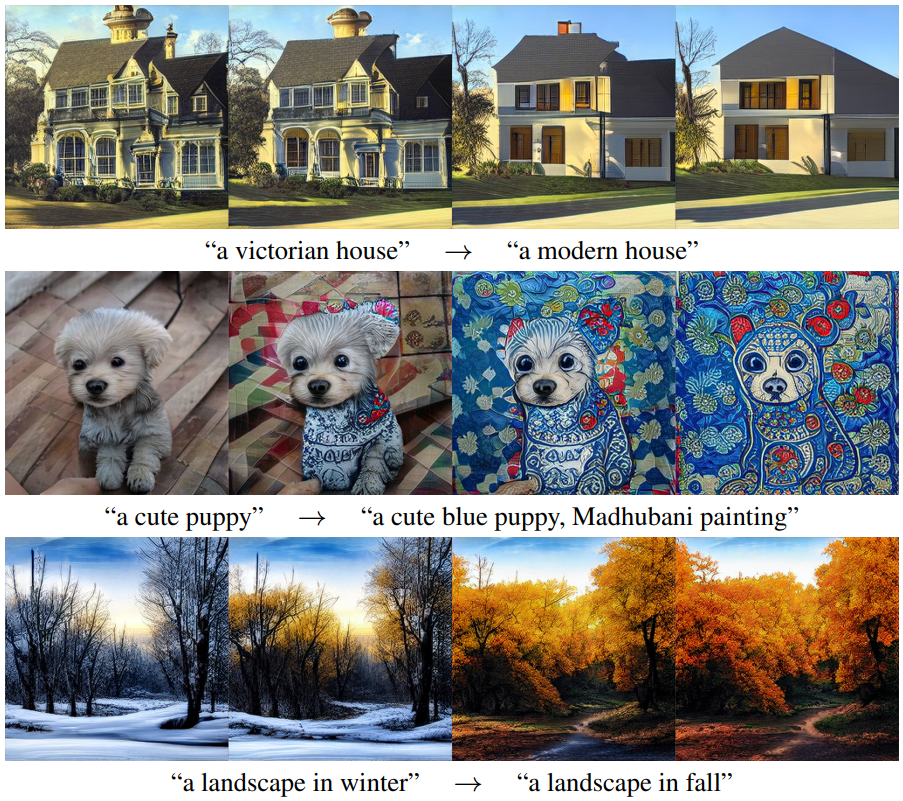 “a victorian house” → “a modern house”
“a cute puppy” → “a cute blue puppy, Madhubani painting”
“a landscape in winter” → “a landscape in fall”